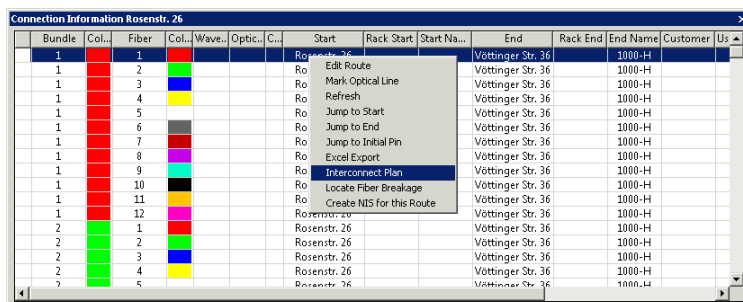 Connection Information Rosenstr. 26
Bundle Col... Fiber Col... Wave... Optic... C... Start Rack Start Start Na... End Rack End End Name Customer Us
1 1 Rosenstr. 26 Vöttinger Str. 36 1000-H
1 2 Ro Vöttinger Str. 36 1000-H
1 3 Ro Vöttinger Str. 36 1000-H
1 4 Ro Vöttinger Str. 36 1000-H
1 5 Ro Vöttinger Str. 36 1000-H
1 6 Ro Vöttinger Str. 36 1000-H
1 7 Ro Vöttinger Str. 36 1000-H
1 8 Ro Vöttinger Str. 36 1000-H
1 9 Ro Vöttinger Str. 36 1000-H
1 10 Ro Vöttinger Str. 36 1000-H
1 11 Ro Vöttinger Str. 36 1000-H
1 12 Rosenstr. 26 Vöttinger Str. 36 1000-H
2 1 Rosenstr. 26 Vöttinger Str. 36 1000-H
2 2 Rosenstr. 26 Vöttinger Str. 36 1000-H
2 3 Rosenstr. 26 Vöttinger Str. 36 1000-H
2 4 Rosenstr. 26 Vöttinger Str. 36 1000-H
2 5 Rosenstr. 26 Vöttinger Str. 36 1000-H
Edit Route
Mark Optical Line
Refresh
Jump to Start
Jump to End
Jump to Initial Pin
Excel Export
Interconnect Plan
Locate Fiber Breakage
Create NIS for this Route